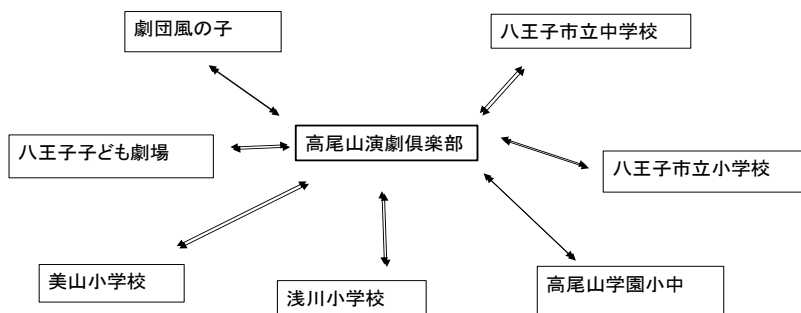 劇団風の子
八王子市立中学校
八王子子ども劇場
高尾山演劇倶楽部
八王子市立小学校
美山小学校
浅川小学校
高尾山学園小中